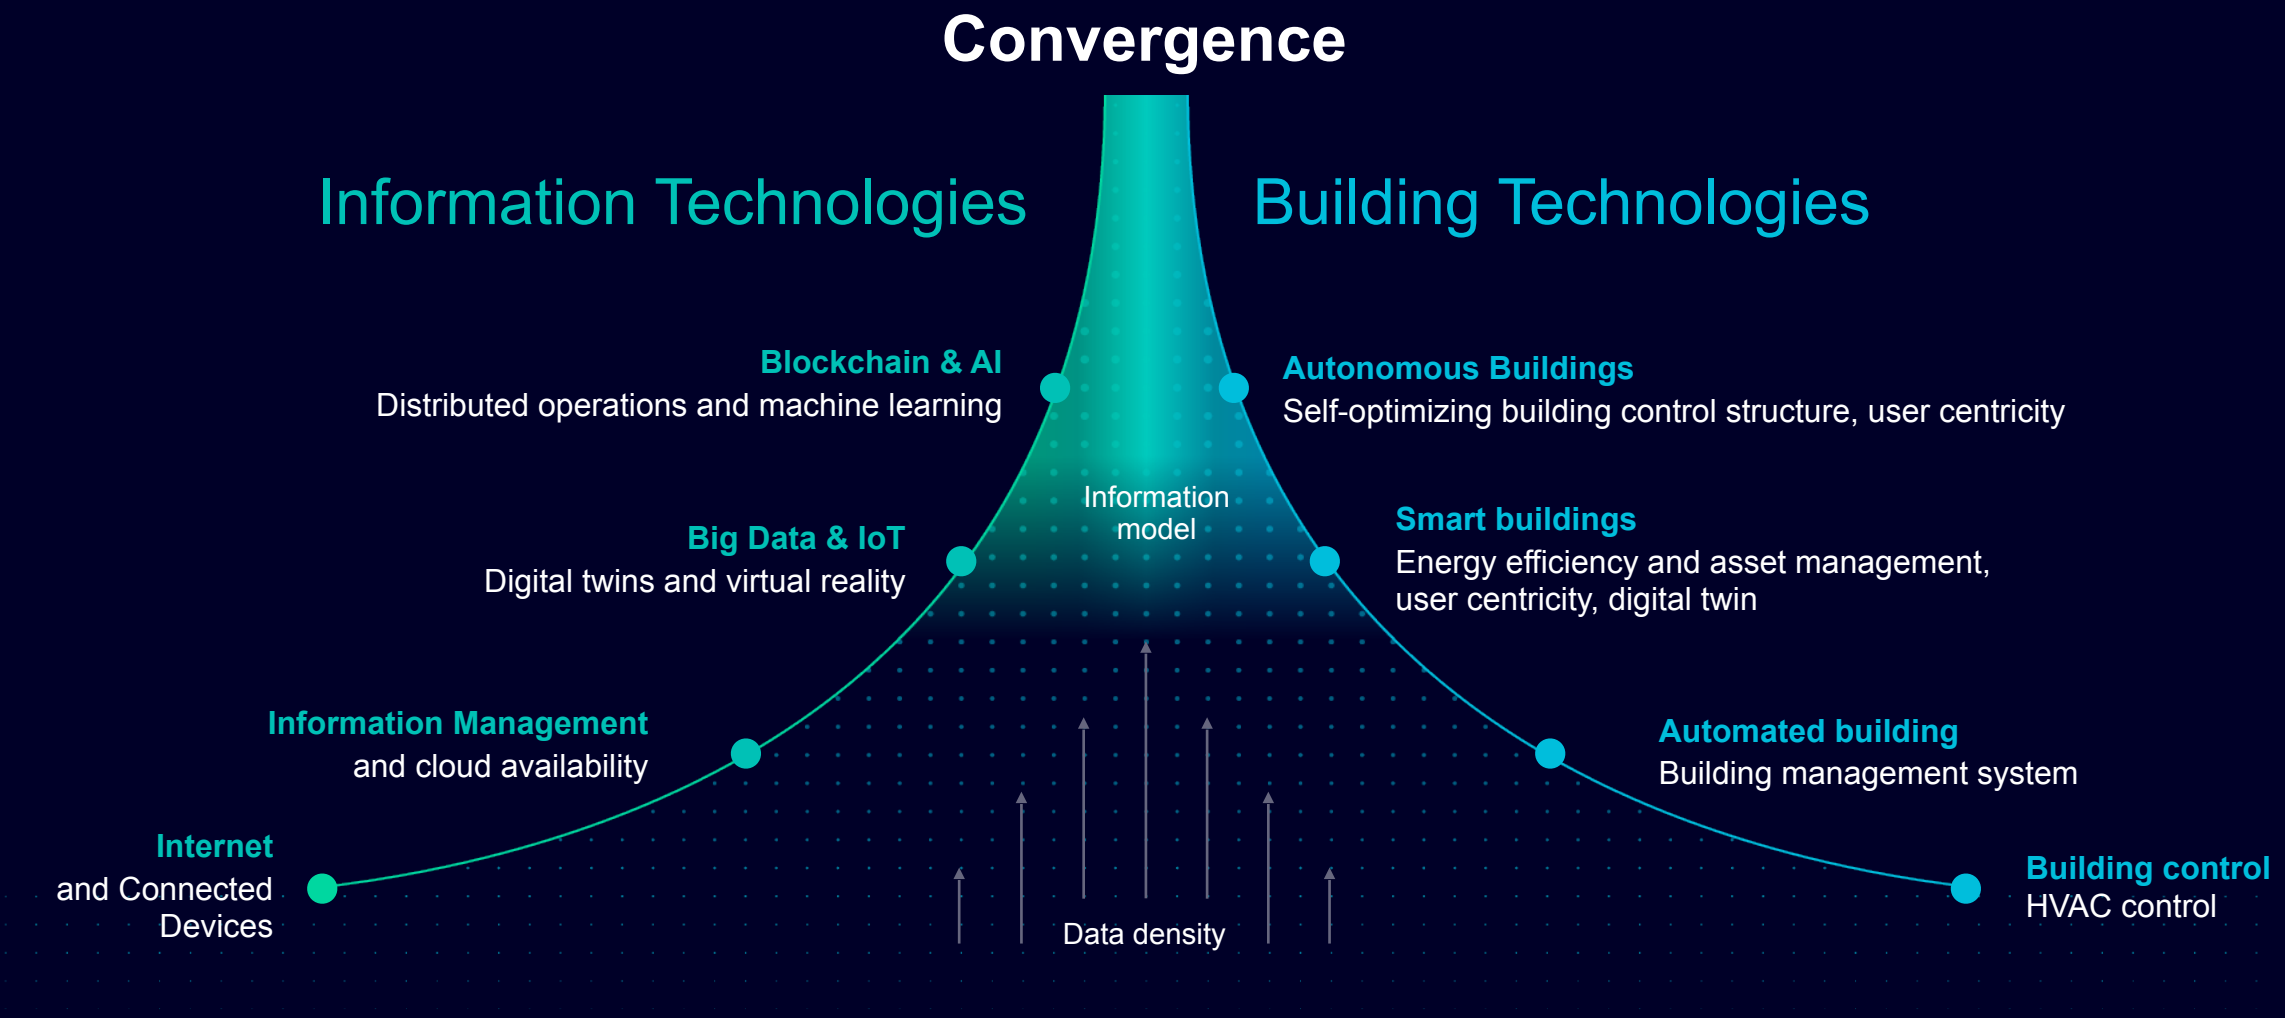 Convergence
Information Technologies
Building Technologies
Blockchain & AI
Distributed operations and machine learning
Autonomous Buildings
Self-optimizing building control structure, user centricity
Information
model
Big Data & IoT
Digital twins and virtual reality
Smart buildings
Energy efficiency and asset management,
user centricity, digital twin
Information Management
and cloud availability
Automated building
Building management system
Internet
and Connected
Devices
Building control
HVAC control
Data density